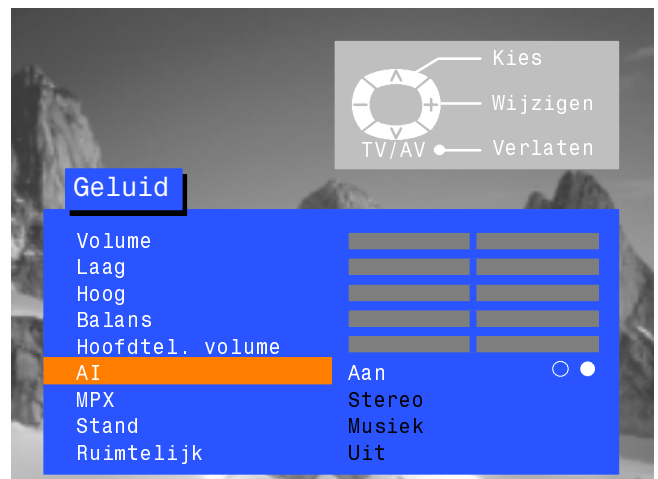 Kies
Wijzigen
TV/AV Verlaten
Geluid
Volume
Laag
Hoog
Balans
Hoofdtel. volume
AI Aan
MPX Stereo
Stand Musiek
Ruimtelijk Uit